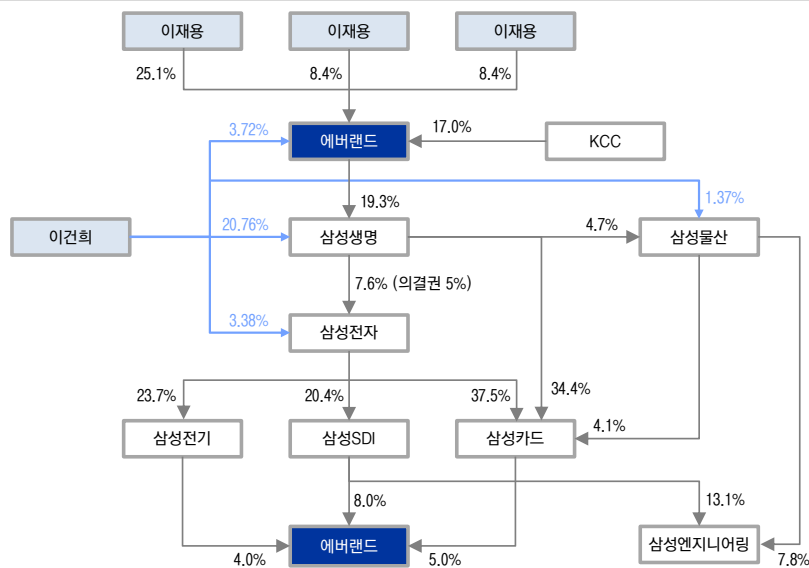 이재용
이재용
이재용
25.1%
8.4%
8.4%
3.72%
에버랜드
17.0%
KCC
19.3%
1.37%
이건희
20.76%
삼성생명
4.7%
삼성물산
7.6% (의결권 5%)
3.38%
삼성전자
23.7%
20.4%
37.5%
34.4%
삼성전기
삼성SDI
삼성카드
4.1%
8.0%
13.1%
4.0%
에버랜드
5.0%
삼성엔지니어링
7.8%